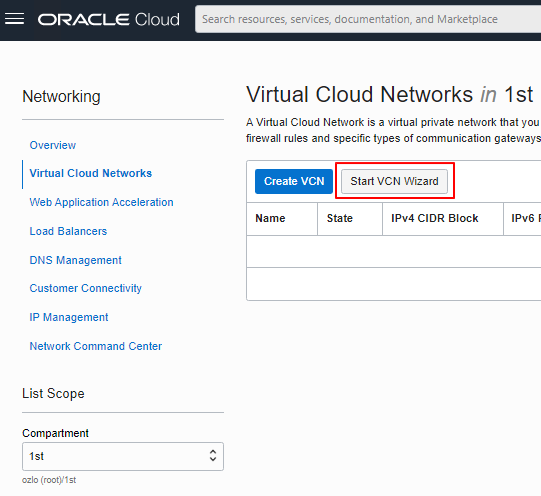 ORACLE Cloud
Search resources, services, documentation, and Marketplace
Networking
Overview
Virtual Cloud Networks
Web Application Acceleration
Load Balancers
DNS Management
Customer Connectivity
IP Management
Network Command Center
List Scope
Compartment
1st
ozlo (root)/1st
Virtual Cloud Networks in 1st
A Virtual Cloud Network is a virtual private network that you
firewall rules and specific types of communication gateways
Create VCN
Start VCN Wizard
Name State IPv4 CIDR Block IPv6